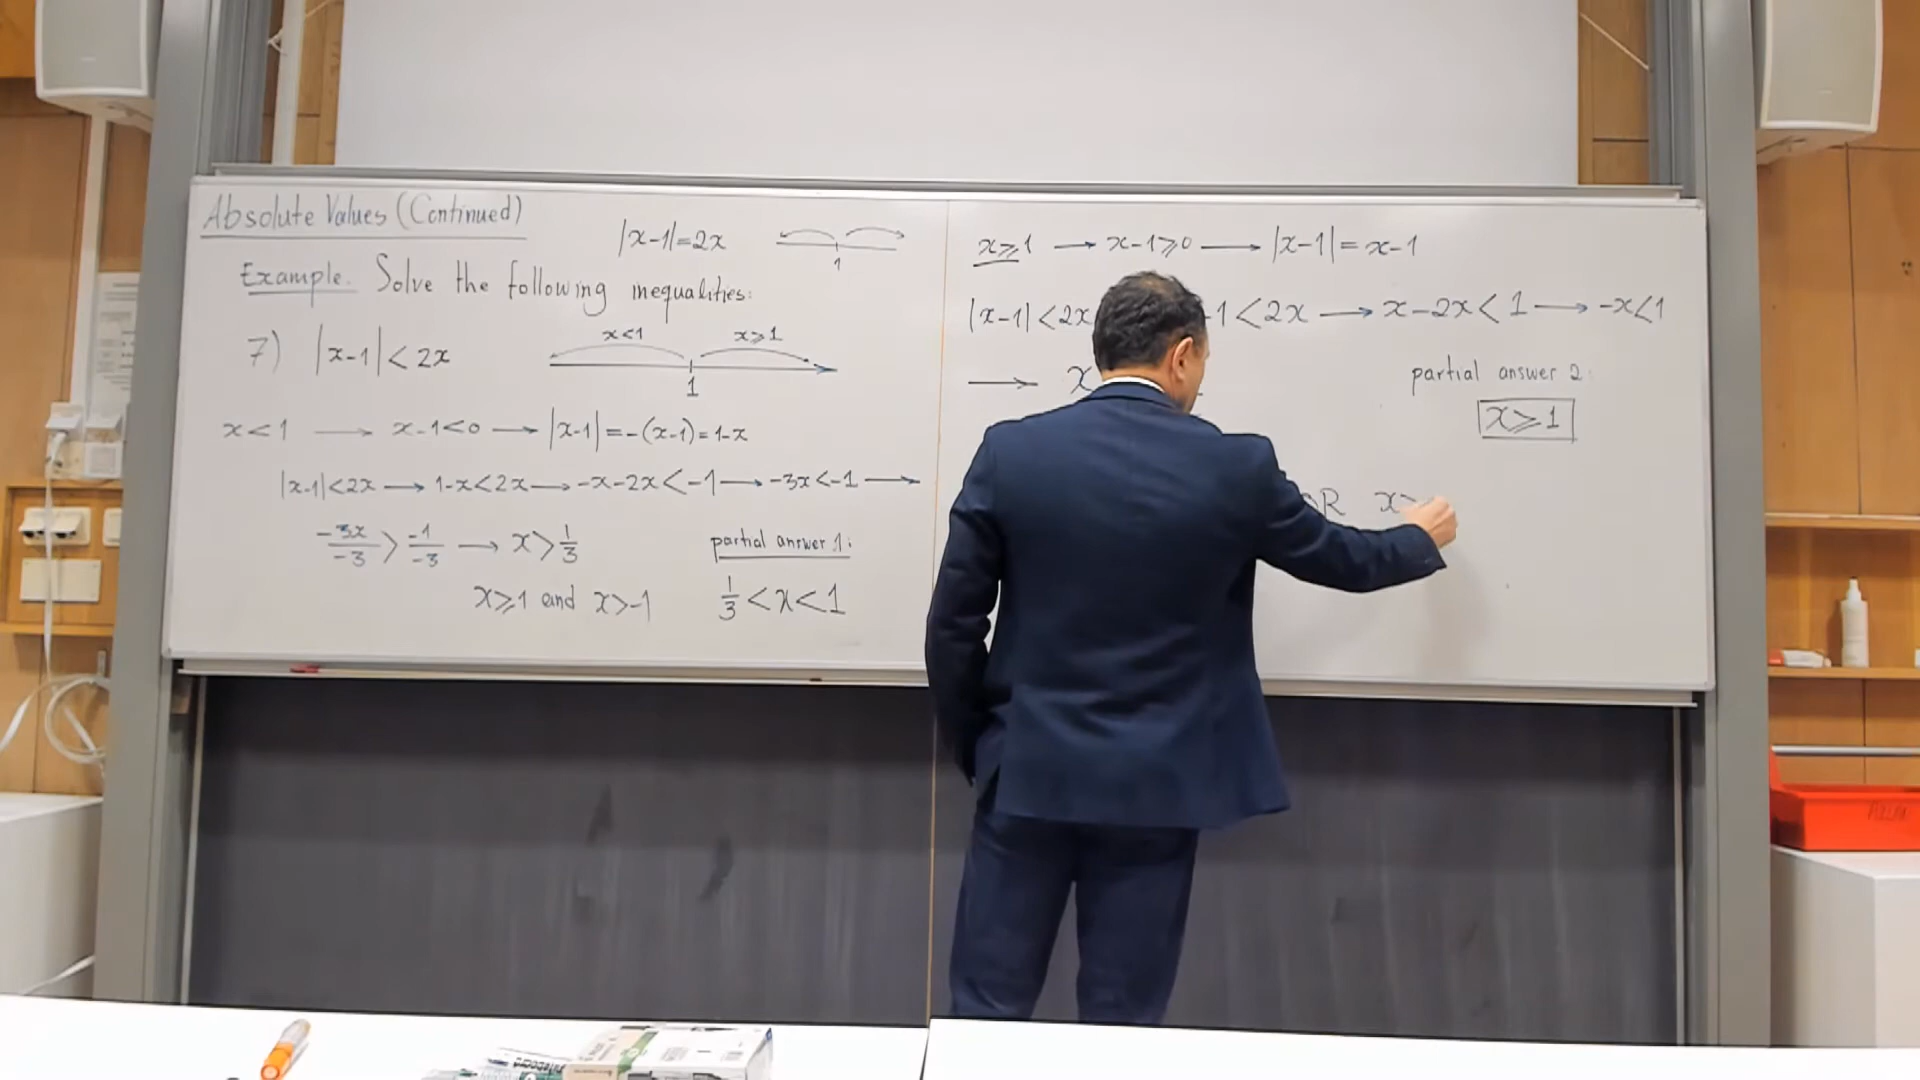 Absolute Values (Continued)
|x-1|=2x
1
Example. Solve the following inequalities:
7) |x-1| < 2x
x<1 x⩾1
1
x<1 → x-1<0 → |x-1|=-(x-1)=1-x
|x-1|<2x → 1-x<2x → -x-2x<-1 → -3x<-1 →
-3x/-3 > -1/-3 → x > 1/3
partial answer 1:
x⩾1 and x>-1
1/3 < x < 1
x⩾1 → x-1⩾0 → |x-1| = x-1
|x-1|<2x -1<2x → x-2x<1 → -x<1
→ x
partial answer 2:
x⩾1
OR x